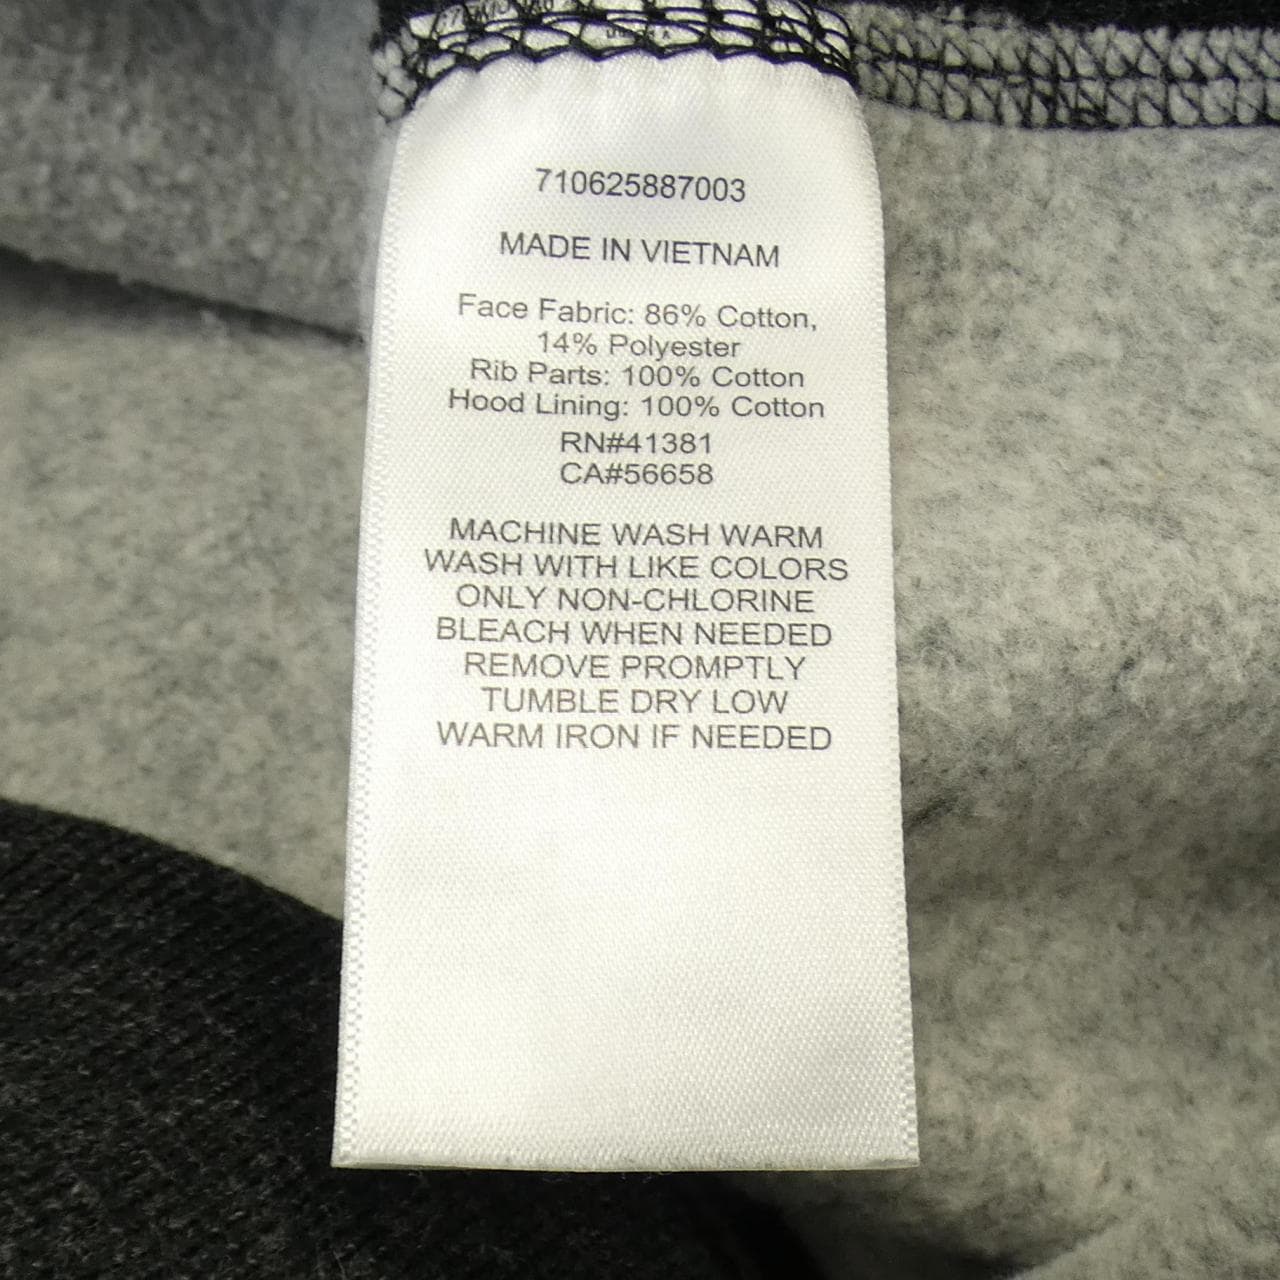 710625887003
MADE IN VIETNAM
Face Fabric: 86% Cotton,
14% Polyester
Rib Parts: 100% Cotton
Hood Lining: 100% Cotton
RN#41381
CA#56658
MACHINE WASH WARM
WASH WITH LIKE COLORS
ONLY NON-CHLORINE
BLEACH WHEN NEEDED
REMOVE PROMPTLY
TUMBLE DRY LOW
WARM IRON IF NEEDED